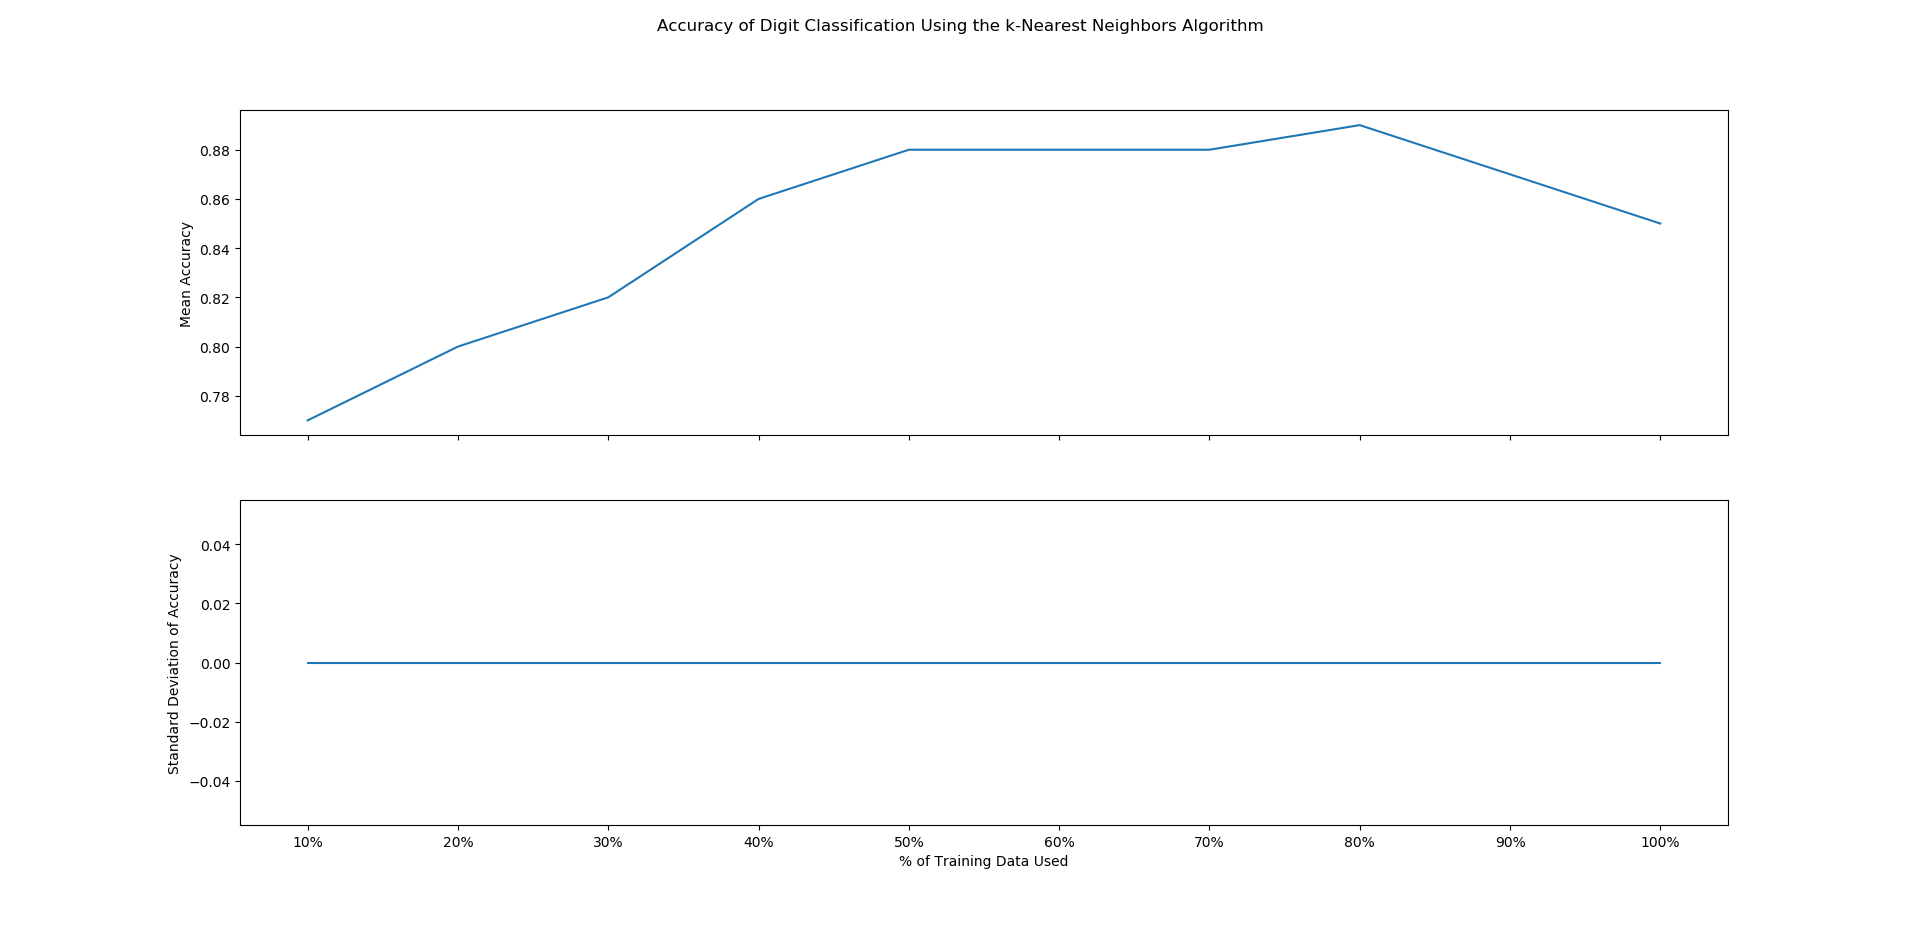 Accuracy of Digit Classification Using the k-Nearest Neighbors Algorithm
Mean Accuracy
0.88
0.86
0.84
0.82
0.80
0.78
Standard Deviation of Accuracy
0.04
0.02
0.00
−0.02
−0.04
10% 20% 30% 40% 50% 60% 70% 80% 90% 100%
% of Training Data Used